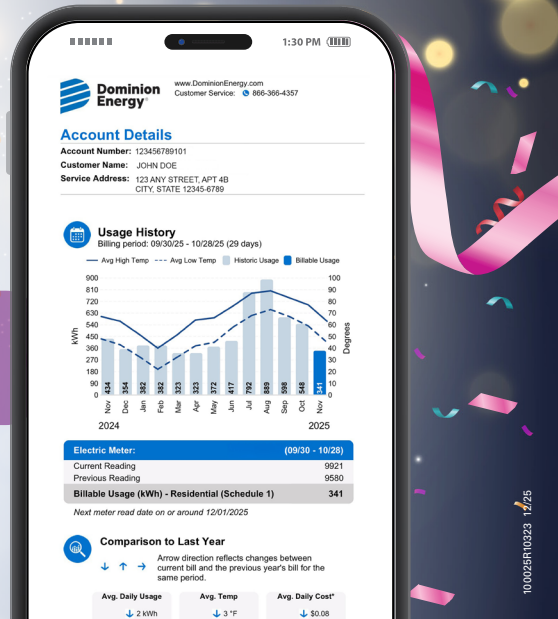 1:30 PM
Dominion
Energy®
www.DominionEnergy.com
Customer Service: 866-366-4357
Account Details
Account Number: 123456789101
Customer Name: JOHN DOE
Service Address: 123 ANY STREET, APT 4B
CITY, STATE 12345-6789
Usage History
Billing period: 09/30/25 - 10/28/25 (29 days)
Avg High Temp Avg Low Temp Historic Usage Billable Usage
kWh
900
810
720
630
540
450
360
270
180
90
0
100
90
80
70
60
50
40
30
20
10
0
Degrees
434 354 382 382 323 323 372 417 792 889 598 548 341
Nov Dec Jan Feb Mar Apr May Jun Jul Aug Sep Oct Nov
2024 2025
Electric Meter: (09/30 - 10/28)
Current Reading 9921
Previous Reading 9580
Billable Usage (kWh) - Residential (Schedule 1) 341
Next meter read date on or around 12/01/2025
Comparison to Last Year
Arrow direction reflects changes between
current bill and the previous year's bill for the
same period.
Avg. Daily Usage Avg. Temp Avg. Daily Cost*
↓ 2 kWh ↓ 3 °F ↓ $0.08
100025R10323 12/25